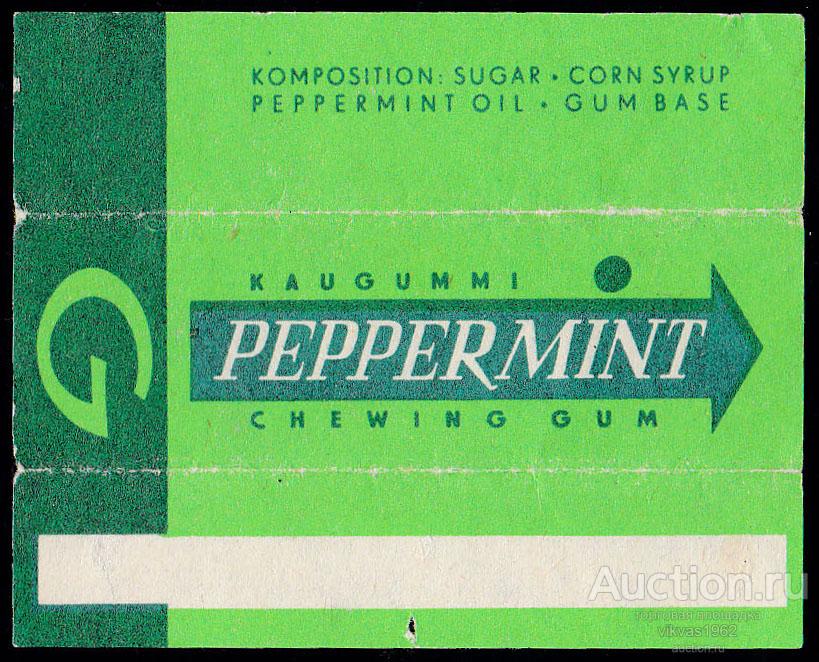 KOMPOSITION: SUGAR • CORN SYRUP
PEPPERMINT OIL • GUM BASE
G
KAUGUMMI
PEPPERMINT
CHEWING GUM
Auction.ru
торговая площадка
vikvas1962
auction.ru